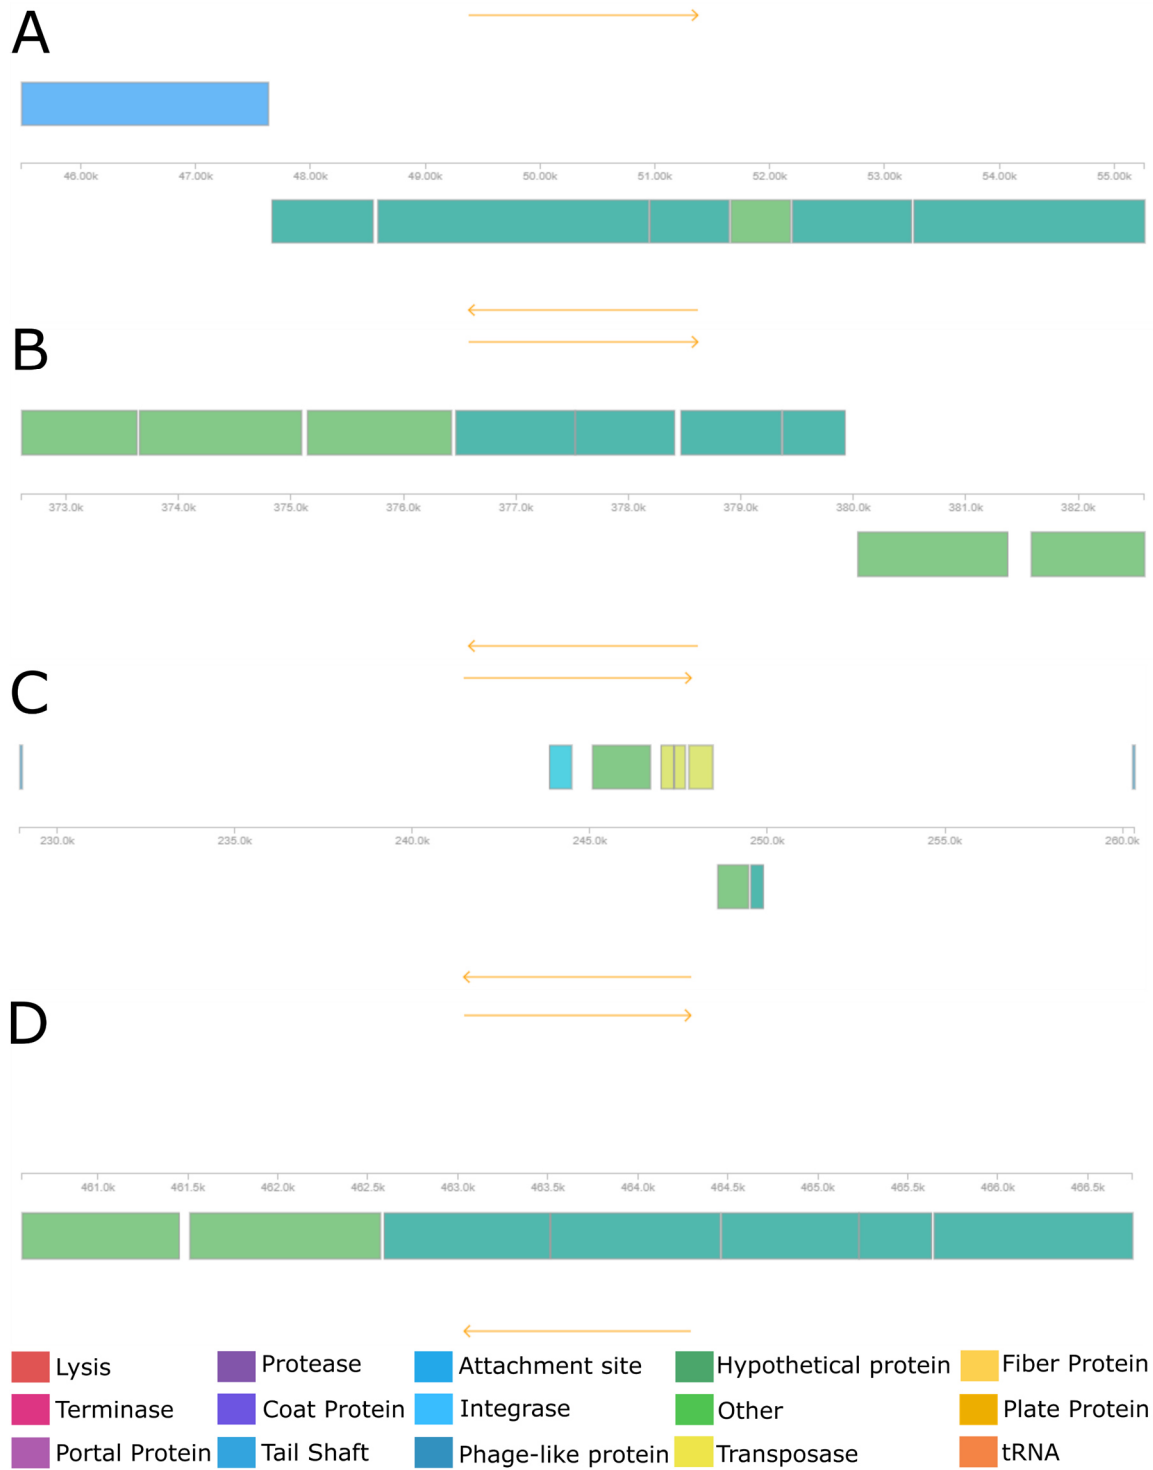 A
46.00k 47.00k 48.00k 49.00k 50.00k 51.00k 52.00k 53.00k 54.00k 55.00k
B
373.0k 374.0k 375.0k 376.0k 377.0k 378.0k 379.0k 380.0k 381.0k 382.0k
C
230.0k 235.0k 240.0k 245.0k 250.0k 255.0k 260.0k
D
461.0k 461.5k 462.0k 462.5k 463.0k 463.5k 464.0k 464.5k 465.0k 465.5k 466.0k 466.5k
Lysis Protease Attachment site Hypothetical protein Fiber Protein
Terminase Coat Protein Integrase Other Plate Protein
Portal Protein Tail Shaft Phage-like protein Transposase tRNA